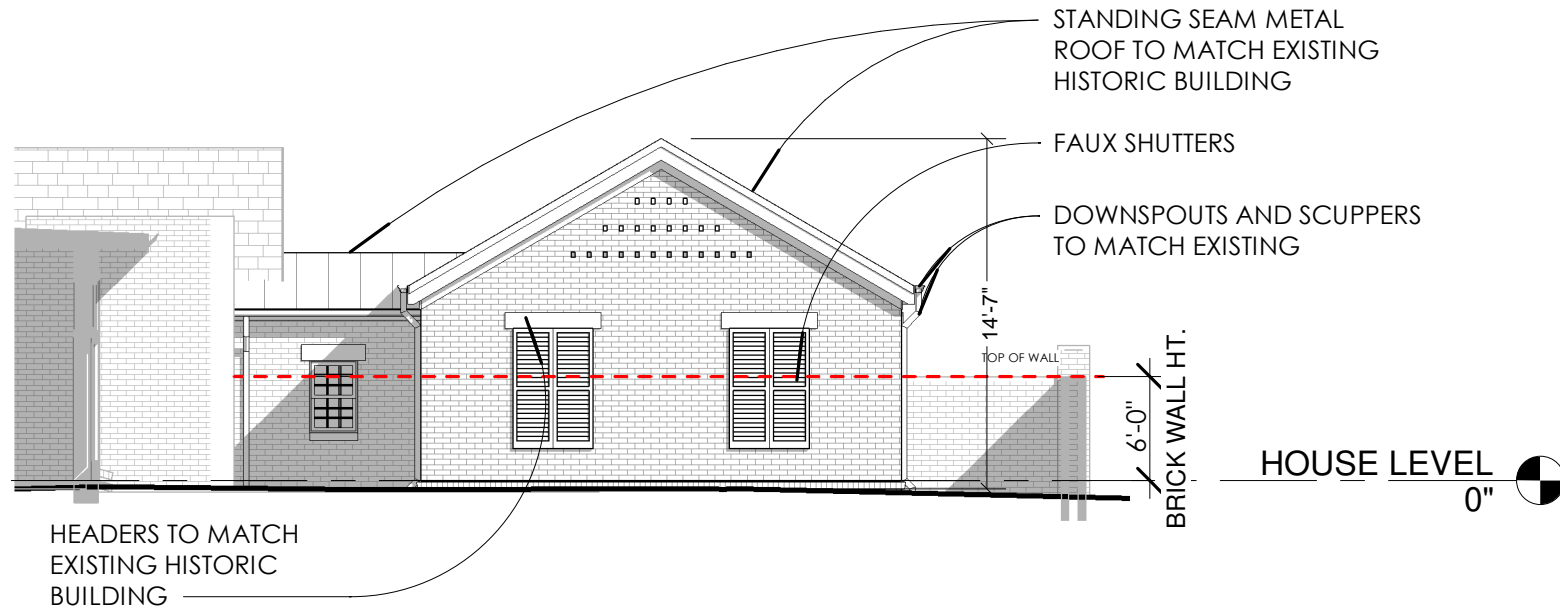 STANDING SEAM METAL
ROOF TO MATCH EXISTING
HISTORIC BUILDING
FAUX SHUTTERS
DOWNSPOUTS AND SCUPPERS
TO MATCH EXISTING
14'-7"
TOP OF WALL
6'-0"
BRICK WALL HT.
HOUSE LEVEL
0"
HEADERS TO MATCH
EXISTING HISTORIC
BUILDING